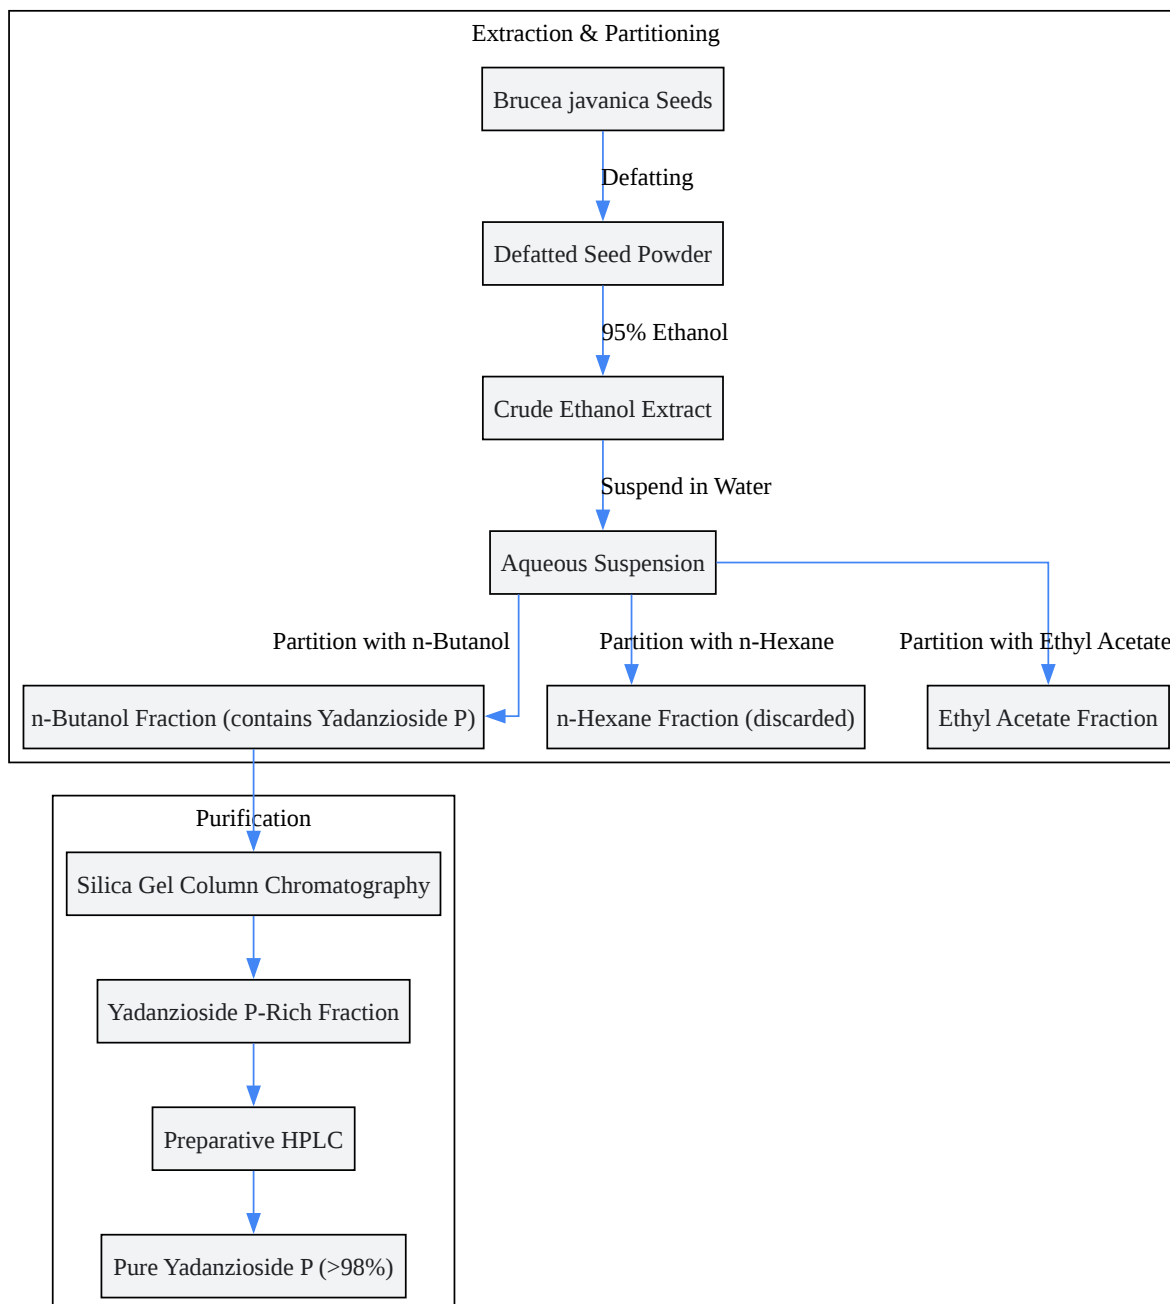 Extraction & Partitioning
Brucea javanica Seeds
Defatting
Defatted Seed Powder
95% Ethanol
Crude Ethanol Extract
Suspend in Water
Aqueous Suspension
Partition with n-Butanol
Partition with n-Hexane
Partition with Ethyl Acetate
n-Butanol Fraction (contains Yadanzioside P)
n-Hexane Fraction (discarded)
Ethyl Acetate Fraction
Purification
Silica Gel Column Chromatography
Yadanzioside P-Rich Fraction
Preparative HPLC
Pure Yadanzioside P (>98%)